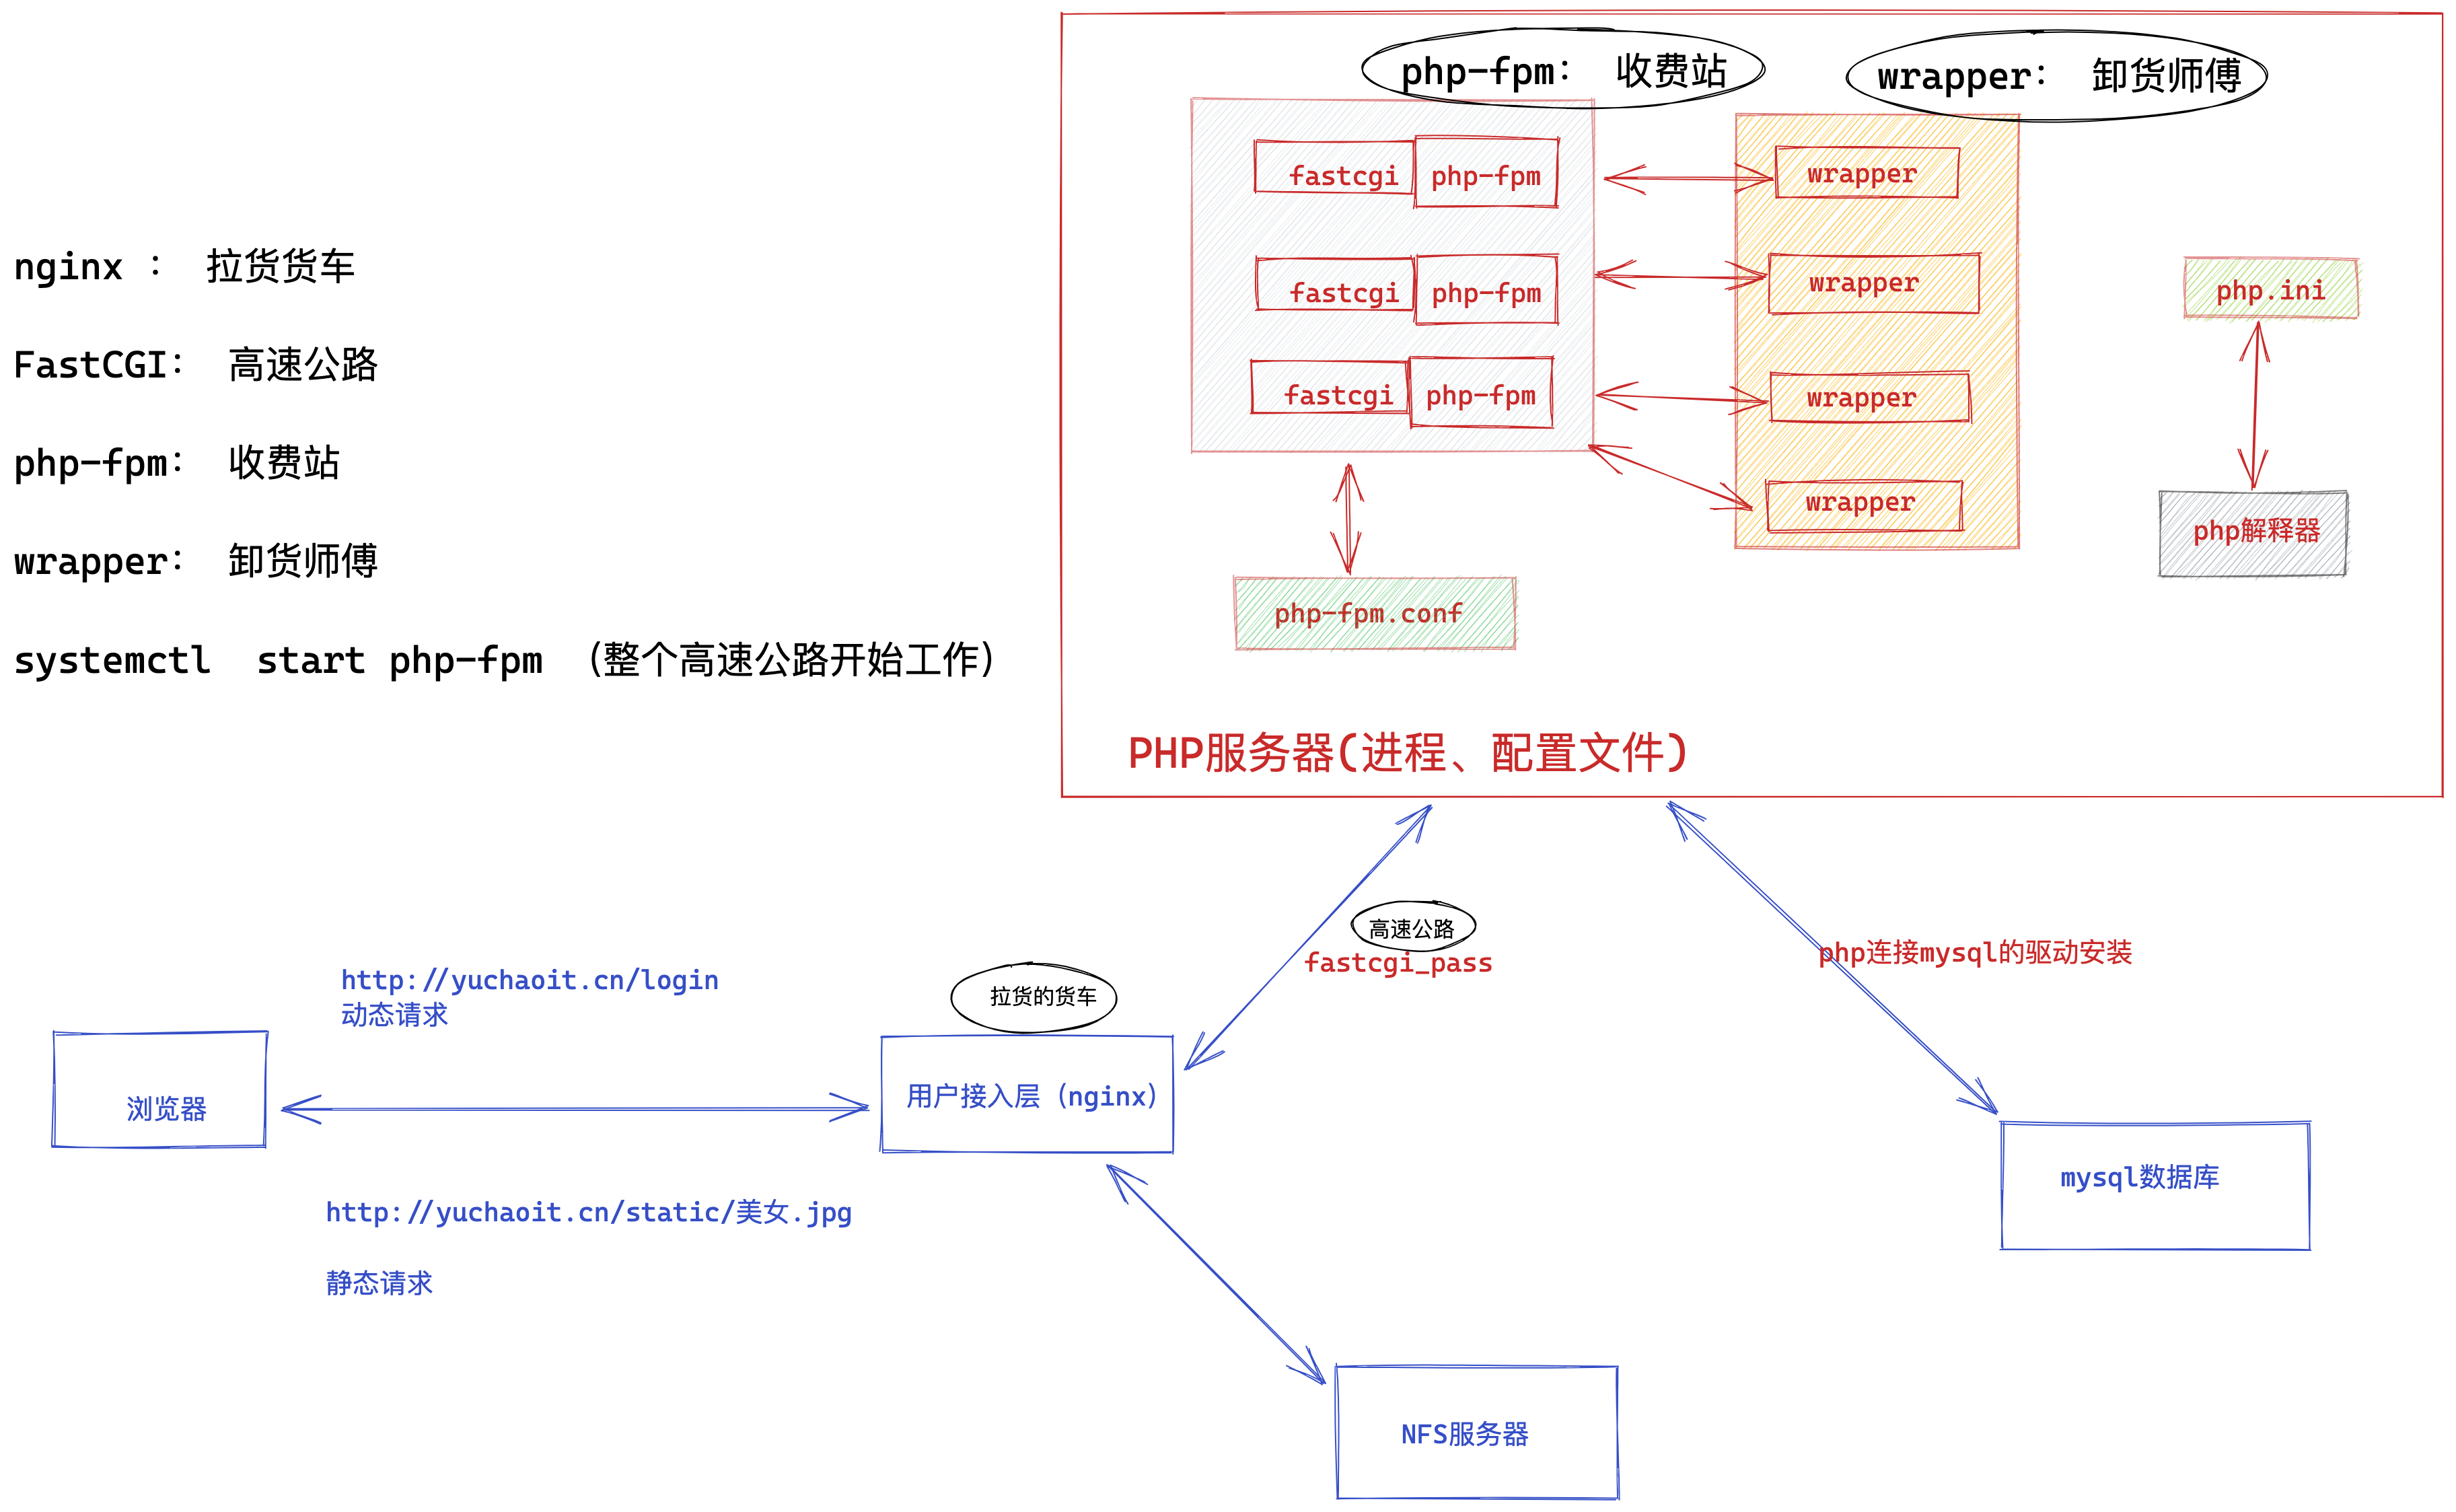 php-fpm： 收费站
wrapper： 卸货师傅
fastcgi
php-fpm
wrapper
fastcgi
php-fpm
wrapper
fastcgi
php-fpm
wrapper
wrapper
php.ini
php解释器
php-fpm.conf
PHP服务器(进程、配置文件)
nginx ： 拉货货车
FastCGI： 高速公路
php-fpm： 收费站
wrapper： 卸货师傅
systemctl  start php-fpm （整个高速公路开始工作）
高速公路
fastcgi_pass
php连接mysql的驱动安装
http://yuchaoit.cn/login
动态请求
拉货的货车
浏览器
用户接入层（nginx）
mysql数据库
http://yuchaoit.cn/static/美女.jpg
静态请求
NFS服务器